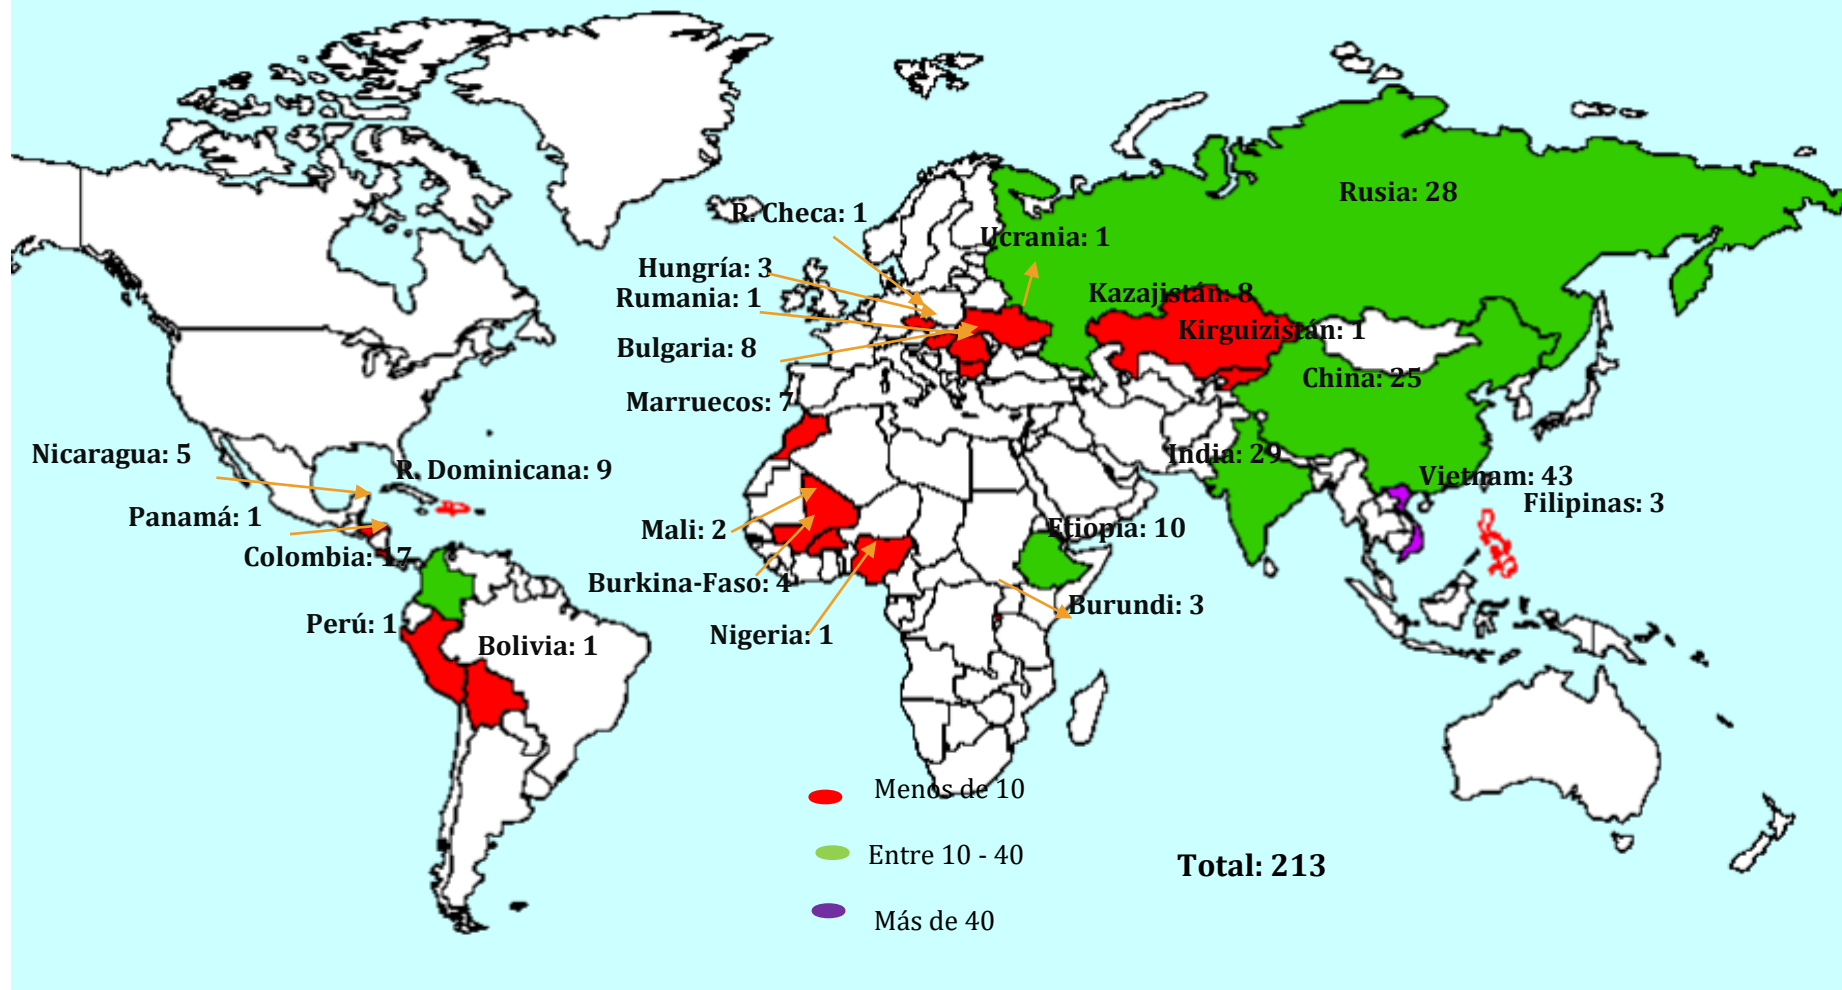 Rusia: 28
R. Checa: 1
Ucrania: 1
Hungría: 3
Rumania: 1
Kazajistán: 8
Kirguizistán: 1
Bulgaria: 8
China: 25
Marruecos: 7
Nicaragua: 5
R. Dominicana: 9
India: 29
Vietnam: 43
Filipinas: 3
Panamá: 1
Mali: 2
Etiopia: 10
Colombia: 17
Burkina-Faso: 4
Burundi: 3
Perú: 1
Bolivia: 1
Nigeria: 1
Menos de 10
Entre 10 - 40
Más de 40
Total: 213